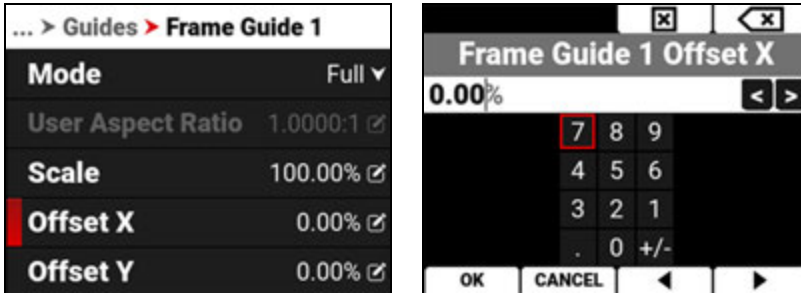 ... > Guides > Frame Guide 1
Mode Full
User Aspect Ratio 1.0000:1
Scale 100.00%
Offset X 0.00%
Offset Y 0.00%
Frame Guide 1 Offset X
0.00%
< >
7 8 9
4 5 6
3 2 1
. 0 +/-
OK CANCEL